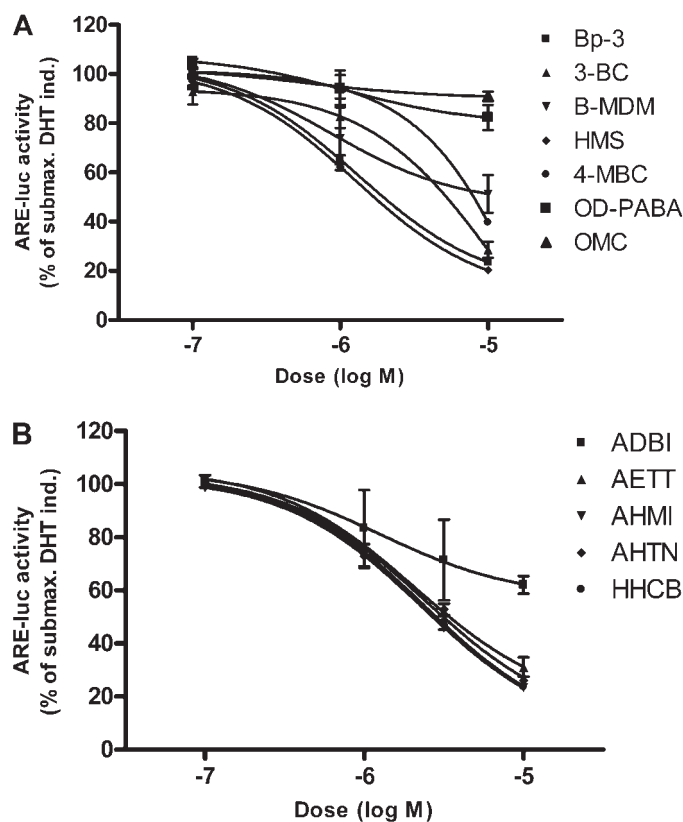 A
ARE-luc activity
(% of submax. DHT ind.)
120
100
80
60
40
20
0
-7
-6
-5
Dose (log M)
Bp-3
3-BC
B-MDM
HMS
4-MBC
OD-PABA
OMC
B
ARE-luc activity
(% of submax. DHT ind.)
120
100
80
60
40
20
0
-7
-6
-5
Dose (log M)
ADBI
AETT
AHMI
AHTN
HHCB